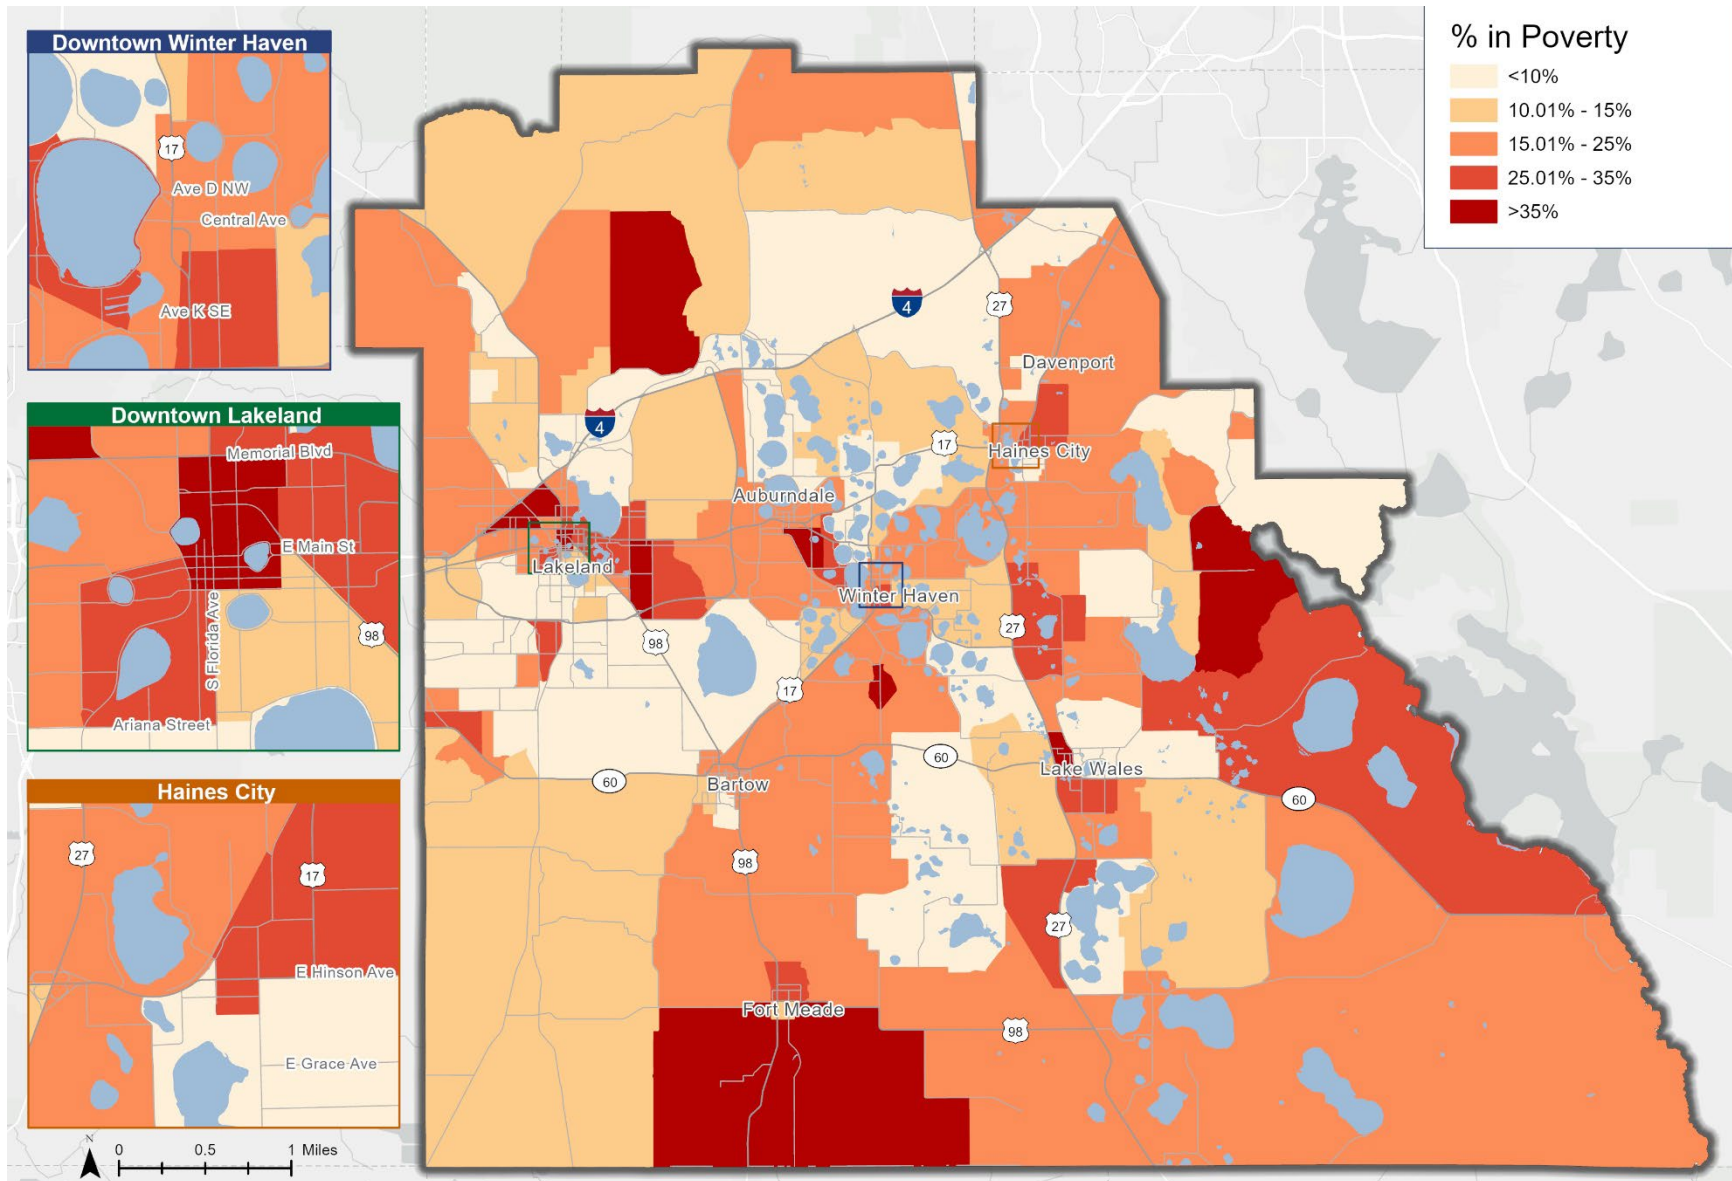 Downtown Winter Haven
17
Ave D NW
Central Ave
Ave K SE
Downtown Lakeland
Memorial Blvd
E Main St
S Florida Ave
98
Ariana Street
Haines City
27
17
E Hinson Ave
E Grace Ave
N
0 0.5 1 Miles
% in Poverty
<10%
10.01% - 15%
15.01% - 25%
25.01% - 35%
>35%
4
27
Davenport
4
17
Haines City
Auburndale
Lakeland
Winter Haven
27
98
17
60
Lake Wales
60
Bartow
60
98
27
Fort Meade
98